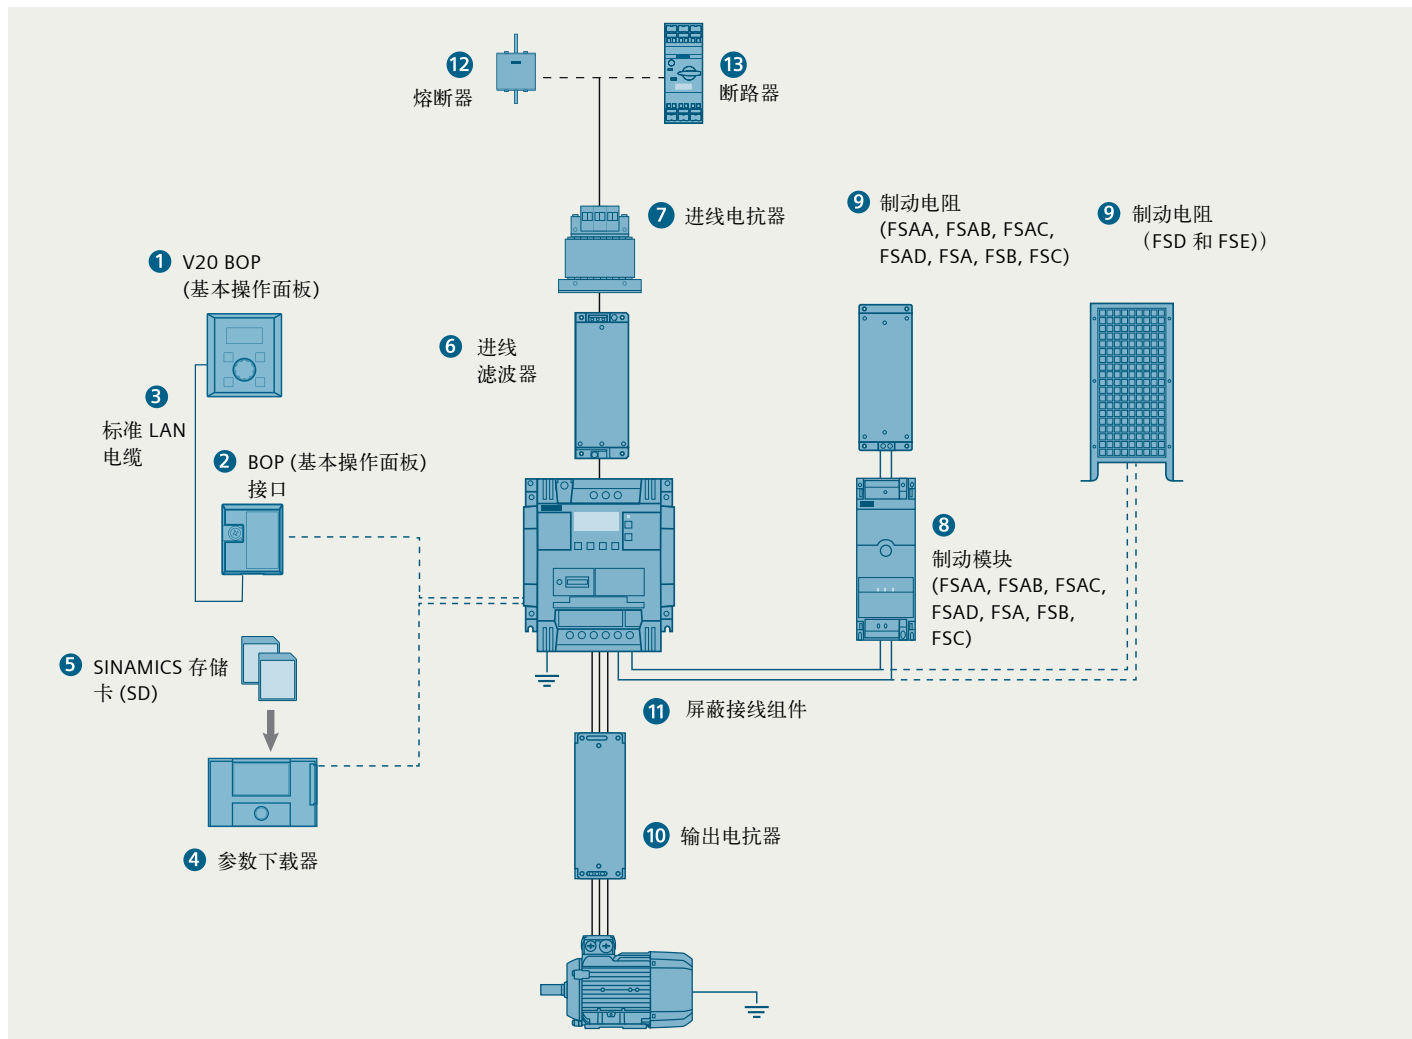 12
熔断器
13
断路器
7 进线电抗器
9 制动电阻
(FSAA, FSAB, FSAC,
FSAD, FSA, FSB, FSC)
9 制动电阻
（FSD 和 FSE)）
1 V20 BOP
(基本操作面板)
6 进线
滤波器
3
标准 LAN
电缆
2 BOP (基本操作面板)
接口
8
制动模块
(FSAA, FSAB, FSAC,
FSAD, FSA, FSB,
FSC)
5 SINAMICS 存储
卡 (SD)
11 屏蔽接线组件
10 输出电抗器
4 参数下载器